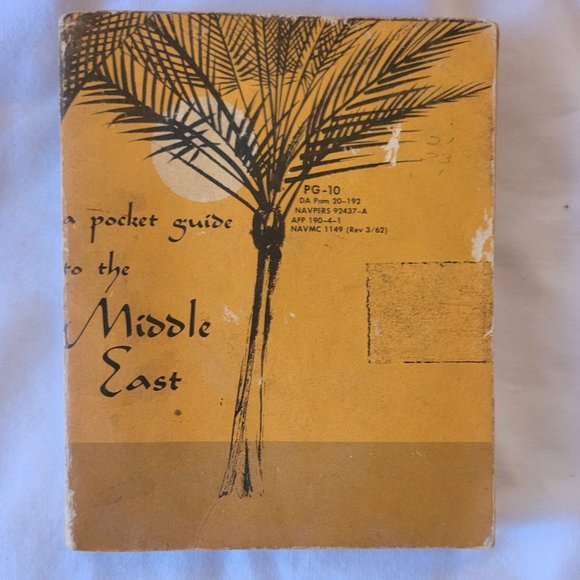 PG-10
DA Pam 20-192
NAVPERS 92437-A
AFP 190-4-1
NAVMC 1149 (Rev 3/62)
a pocket guide
to the
Middle
East